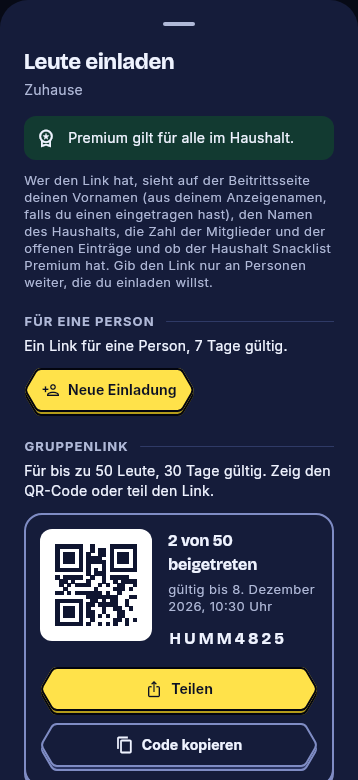 Leute einladen
Zuhause
Premium gilt für alle im Haushalt.
Wer den Link hat, sieht auf der Beitrittsseite
deinen Vornamen (aus deinem Anzeigenamen,
falls du einen eingetragen hast), den Namen
des Haushalts, die Zahl der Mitglieder und der
offenen Einträge und ob der Haushalt Snacklist
Premium hat. Gib den Link nur an Personen
weiter, die du einladen willst.
FÜR EINE PERSON
Ein Link für eine Person, 7 Tage gültig.
Neue Einladung
GRUPPENLINK
Für bis zu 50 Leute, 30 Tage gültig. Zeig den
QR-Code oder teil den Link.
2 von 50
beigetreten
gültig bis 8. Dezember
2026, 10:30 Uhr
HUMM4825
Teilen
Code kopieren